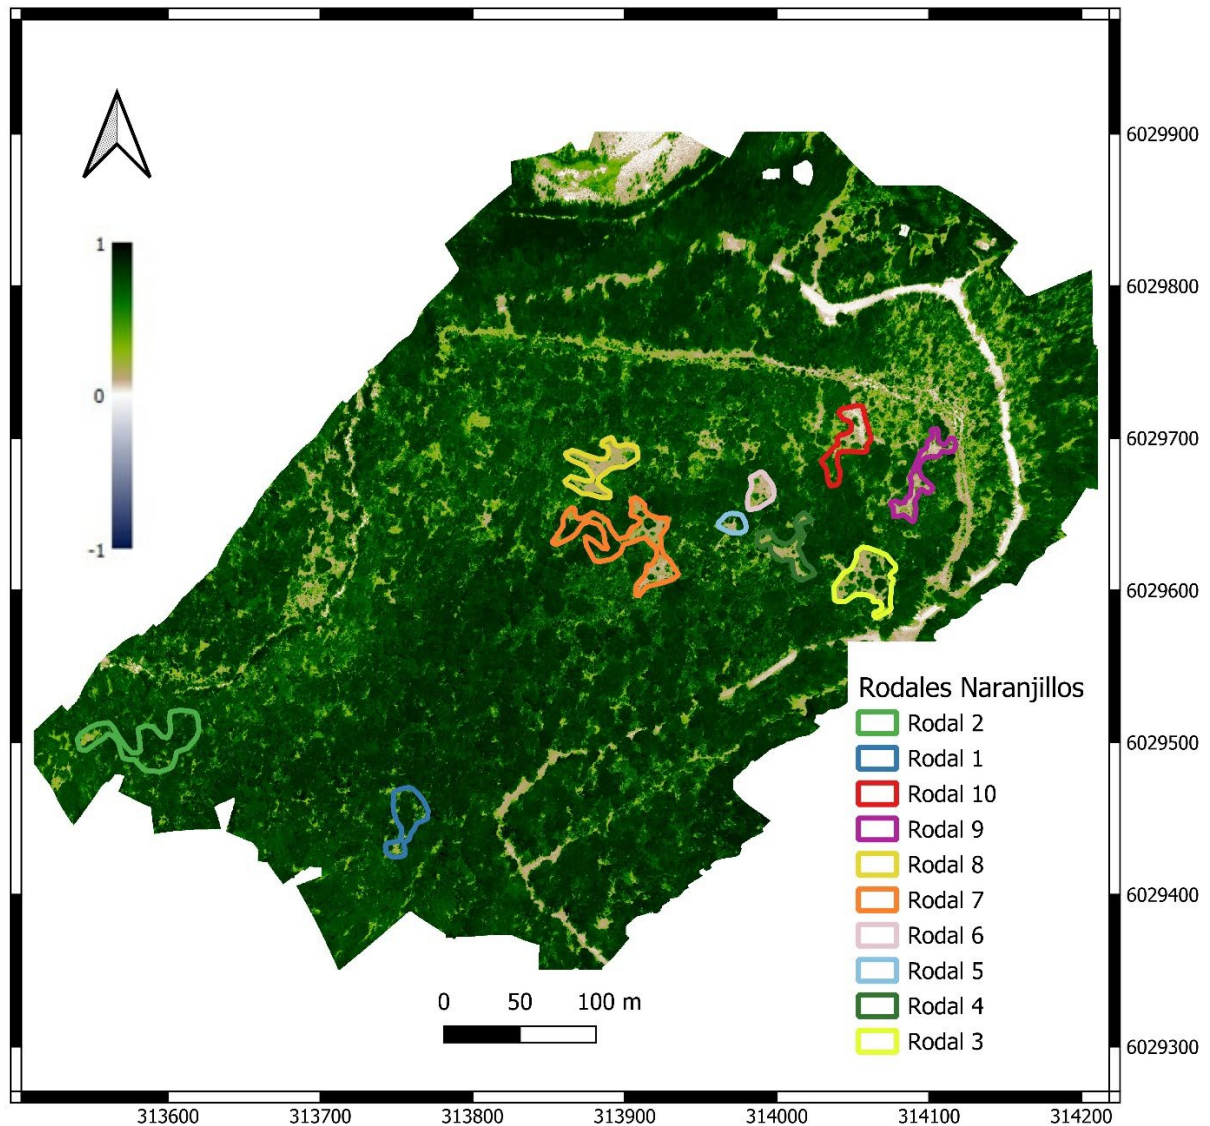 6029900
1
6029800
0
6029700
-1
6029600
Rodales Naranjillos
Rodal 2
6029500
Rodal 1
Rodal 10
Rodal 9
Rodal 8
6029400
Rodal 7
Rodal 6
Rodal 5
0 50 100 m
Rodal 4
Rodal 3
6029300
313600 313700 313800 313900 314000 314100 314200